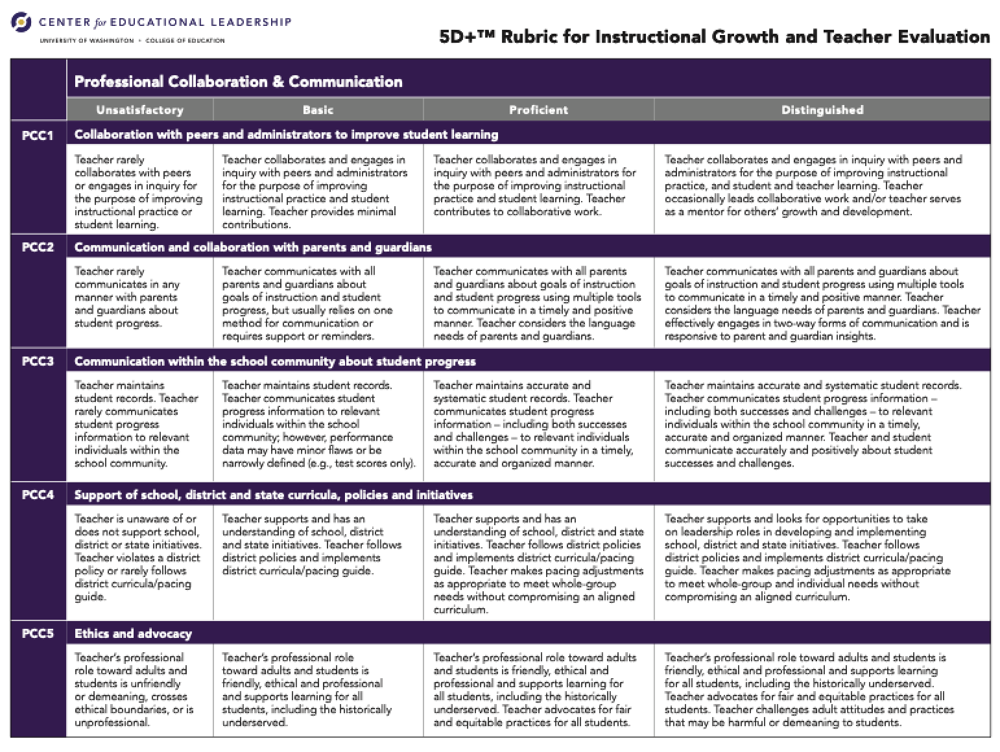 CENTER for EDUCATIONAL LEADERSHIP
UNIVERSITY OF WASHINGTON • COLLEGE OF EDUCATION
5D+™ Rubric for Instructional Growth and Teacher Evaluation
Professional Collaboration & Communication
Unsatisfactory
Basic
Proficient
Distinguished
PCC1
Collaboration with peers and administrators to improve student learning
Teacher rarely
collaborates with peers
or engages in inquiry for
the purpose of improving
instructional practice or
student learning.
Teacher collaborates and engages in
inquiry with peers and administrators
for the purpose of improving
instructional practice and student
learning. Teacher provides minimal
contributions.
Teacher collaborates and engages in
inquiry with peers and administrators for
the purpose of improving instructional
practice and student learning. Teacher
contributes to collaborative work.
Teacher collaborates and engages in inquiry with peers and
administrators for the purpose of improving instructional
practice, and student and teacher learning. Teacher
occasionally leads collaborative work and/or teacher serves
as a mentor for others' growth and development.
PCC2
Communication and collaboration with parents and guardians
Teacher rarely
communicates in any
manner with parents
and guardians about
student progress.
Teacher communicates with all
parents and guardians about
goals of instruction and student
progress, but usually relies on one
method for communication or
requires support or reminders.
Teacher communicates with all parents
and guardians about goals of instruction
and student progress using multiple tools
to communicate in a timely and positive
manner. Teacher considers the language
needs of parents and guardians.
Teacher communicates with all parents and guardians about
goals of instruction and student progress using multiple tools
to communicate in a timely and positive manner. Teacher
considers the language needs of parents and guardians. Teacher
effectively engages in two-way forms of communication and is
responsive to parent and guardian insights.
PCC3
Communication within the school community about student progress
Teacher maintains
student records. Teacher
rarely communicates
student progress
information to relevant
individuals within the
school community.
Teacher maintains student records.
Teacher communicates student
progress information to relevant
individuals within the school
community; however, performance
data may have minor flaws or be
narrowly defined (e.g., test scores only).
Teacher maintains accurate and
systematic student records. Teacher
communicates student progress
information – including both successes
and challenges – to relevant individuals
within the school community in a timely,
accurate and organized manner.
Teacher maintains accurate and systematic student records.
Teacher communicates student progress information –
including both successes and challenges – to relevant
individuals within the school community in a timely,
accurate and organized manner. Teacher and student
communicate accurately and positively about student
successes and challenges.
PCC4
Support of school, district and state curricula, policies and initiatives
Teacher is unaware of or
does not support school,
district or state initiatives.
Teacher violates a district
policy or rarely follows
district curricula/pacing
guide.
Teacher supports and has an
understanding of school, district
and state initiatives. Teacher follows
district policies and implements
district curricula/pacing guide.
Teacher supports and has an
understanding of school, district and state
initiatives. Teacher follows district policies
and implements district curricula/pacing
guide. Teacher makes pacing adjustments
as appropriate to meet whole-group
needs without compromising an aligned
curriculum.
Teacher supports and looks for opportunities to take
on leadership roles in developing and implementing
school, district and state initiatives. Teacher follows
district policies and implements district curricula/pacing
guide. Teacher makes pacing adjustments as appropriate
to meet whole-group and individual needs without
compromising an aligned curriculum.
PCC5
Ethics and advocacy
Teacher's professional
role toward adults and
students is unfriendly
or demeaning, crosses
ethical boundaries, or is
unprofessional.
Teacher's professional role
toward adults and students is
friendly, ethical and professional
and supports learning for all
students, including the historically
underserved.
Teacher's professional role toward adults
and students is friendly, ethical and
professional and supports learning for
all students, including the historically
underserved. Teacher advocates for fair
and equitable practices for all students.
Teacher's professional role toward adults and students is
friendly, ethical and professional and supports learning
for all students, including the historically underserved.
Teacher advocates for fair and equitable practices for all
students. Teacher challenges adult attitudes and practices
that may be harmful or demeaning to students.